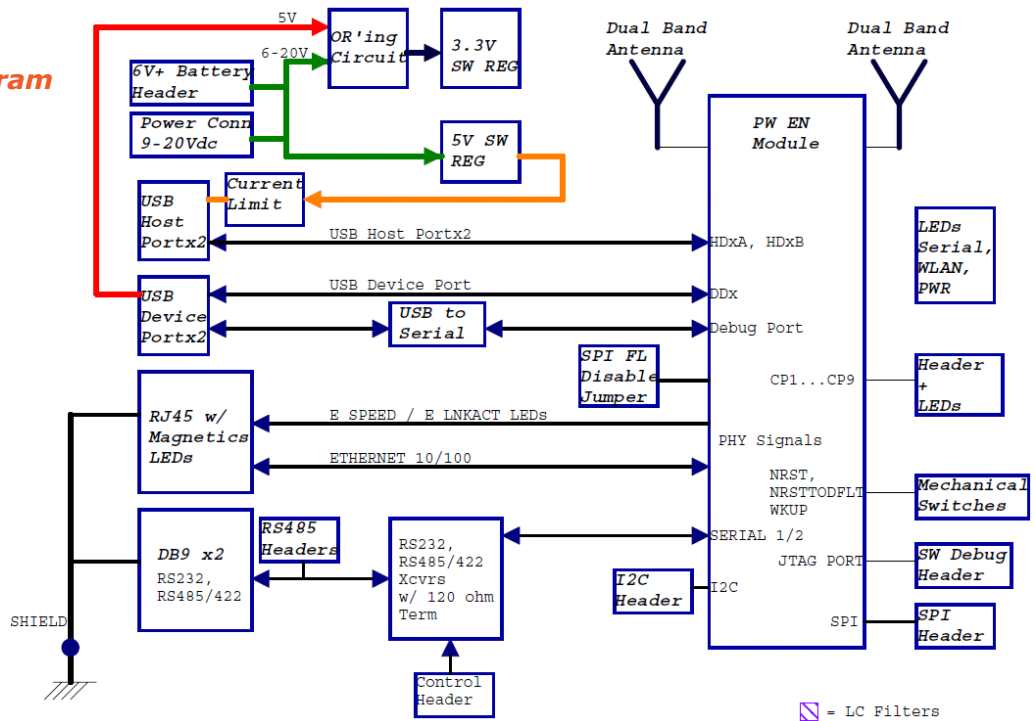 ram
5V
6-20V
OR'ing
Circuit
3.3V
SW REG
6V+ Battery
Header
Power Conn
9-20Vdc
5V SW
REG
Current
Limit
USB
Host
Portx2
USB Host Portx2
USB
Device
Portx2
USB Device Port
USB to
Serial
Dual Band
Antenna
Dual Band
Antenna
PW EN
Module
HDxA, HDxB
DDx
Debug Port
LEDs
Serial,
WLAN,
PWR
SPI FL
Disable
Jumper
CP1...CP9
Header
+
LEDs
RJ45 w/
Magnetics
LEDs
E SPEED / E LNKACT LEDs
ETHERNET 10/100
PHY Signals
NRST,
NRSTTODFLT
WKUP
Mechanical
Switches
DB9 x2
RS232,
RS485/422
RS485
Headers
RS232,
RS485/422
Xcvrs
w/ 120 ohm
Term
SERIAL 1/2
JTAG PORT
SW Debug
Header
I2C
Header
I2C
SPI
SPI
Header
SHIELD
Control
Header
= LC Filters